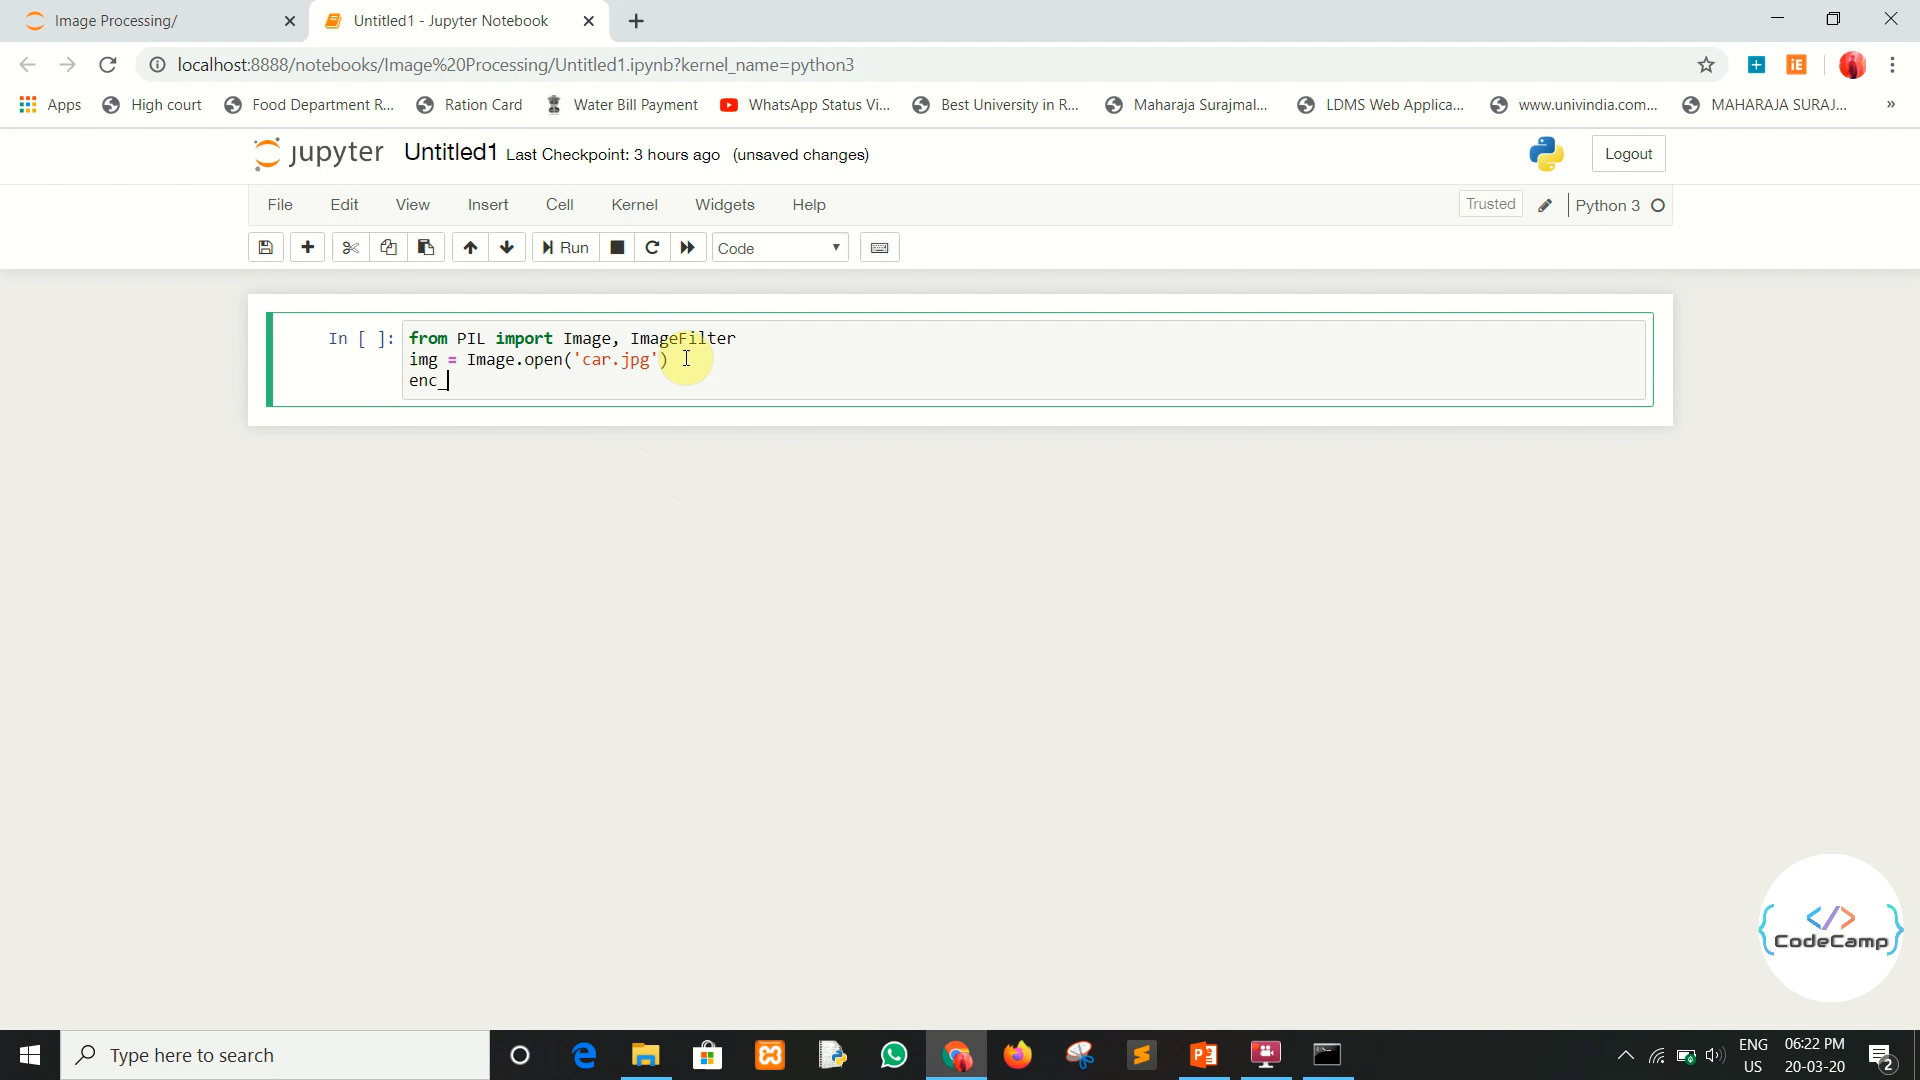 Image Processing/
Untitled1 - Jupyter Notebook
localhost:8888/notebooks/Image%20Processing/Untitled1.ipynb?kernel_name=python3
Apps High court Food Department R... Ration Card Water Bill Payment WhatsApp Status Vi... Best University in R... Maharaja Surajmal... LDMS Web Applica... www.univindia.com... MAHARAJA SURAJ... »
jupyter Untitled1 Last Checkpoint: 3 hours ago (unsaved changes) Logout
File Edit View Insert Cell Kernel Widgets Help Trusted Python 3
Run Code
In [ ]: from PIL import Image, ImageFilter
img = Image.open('car.jpg')
enc_
</>
{CodeCamp}
Type here to search
ENG
US
06:22 PM
20-03-20
2